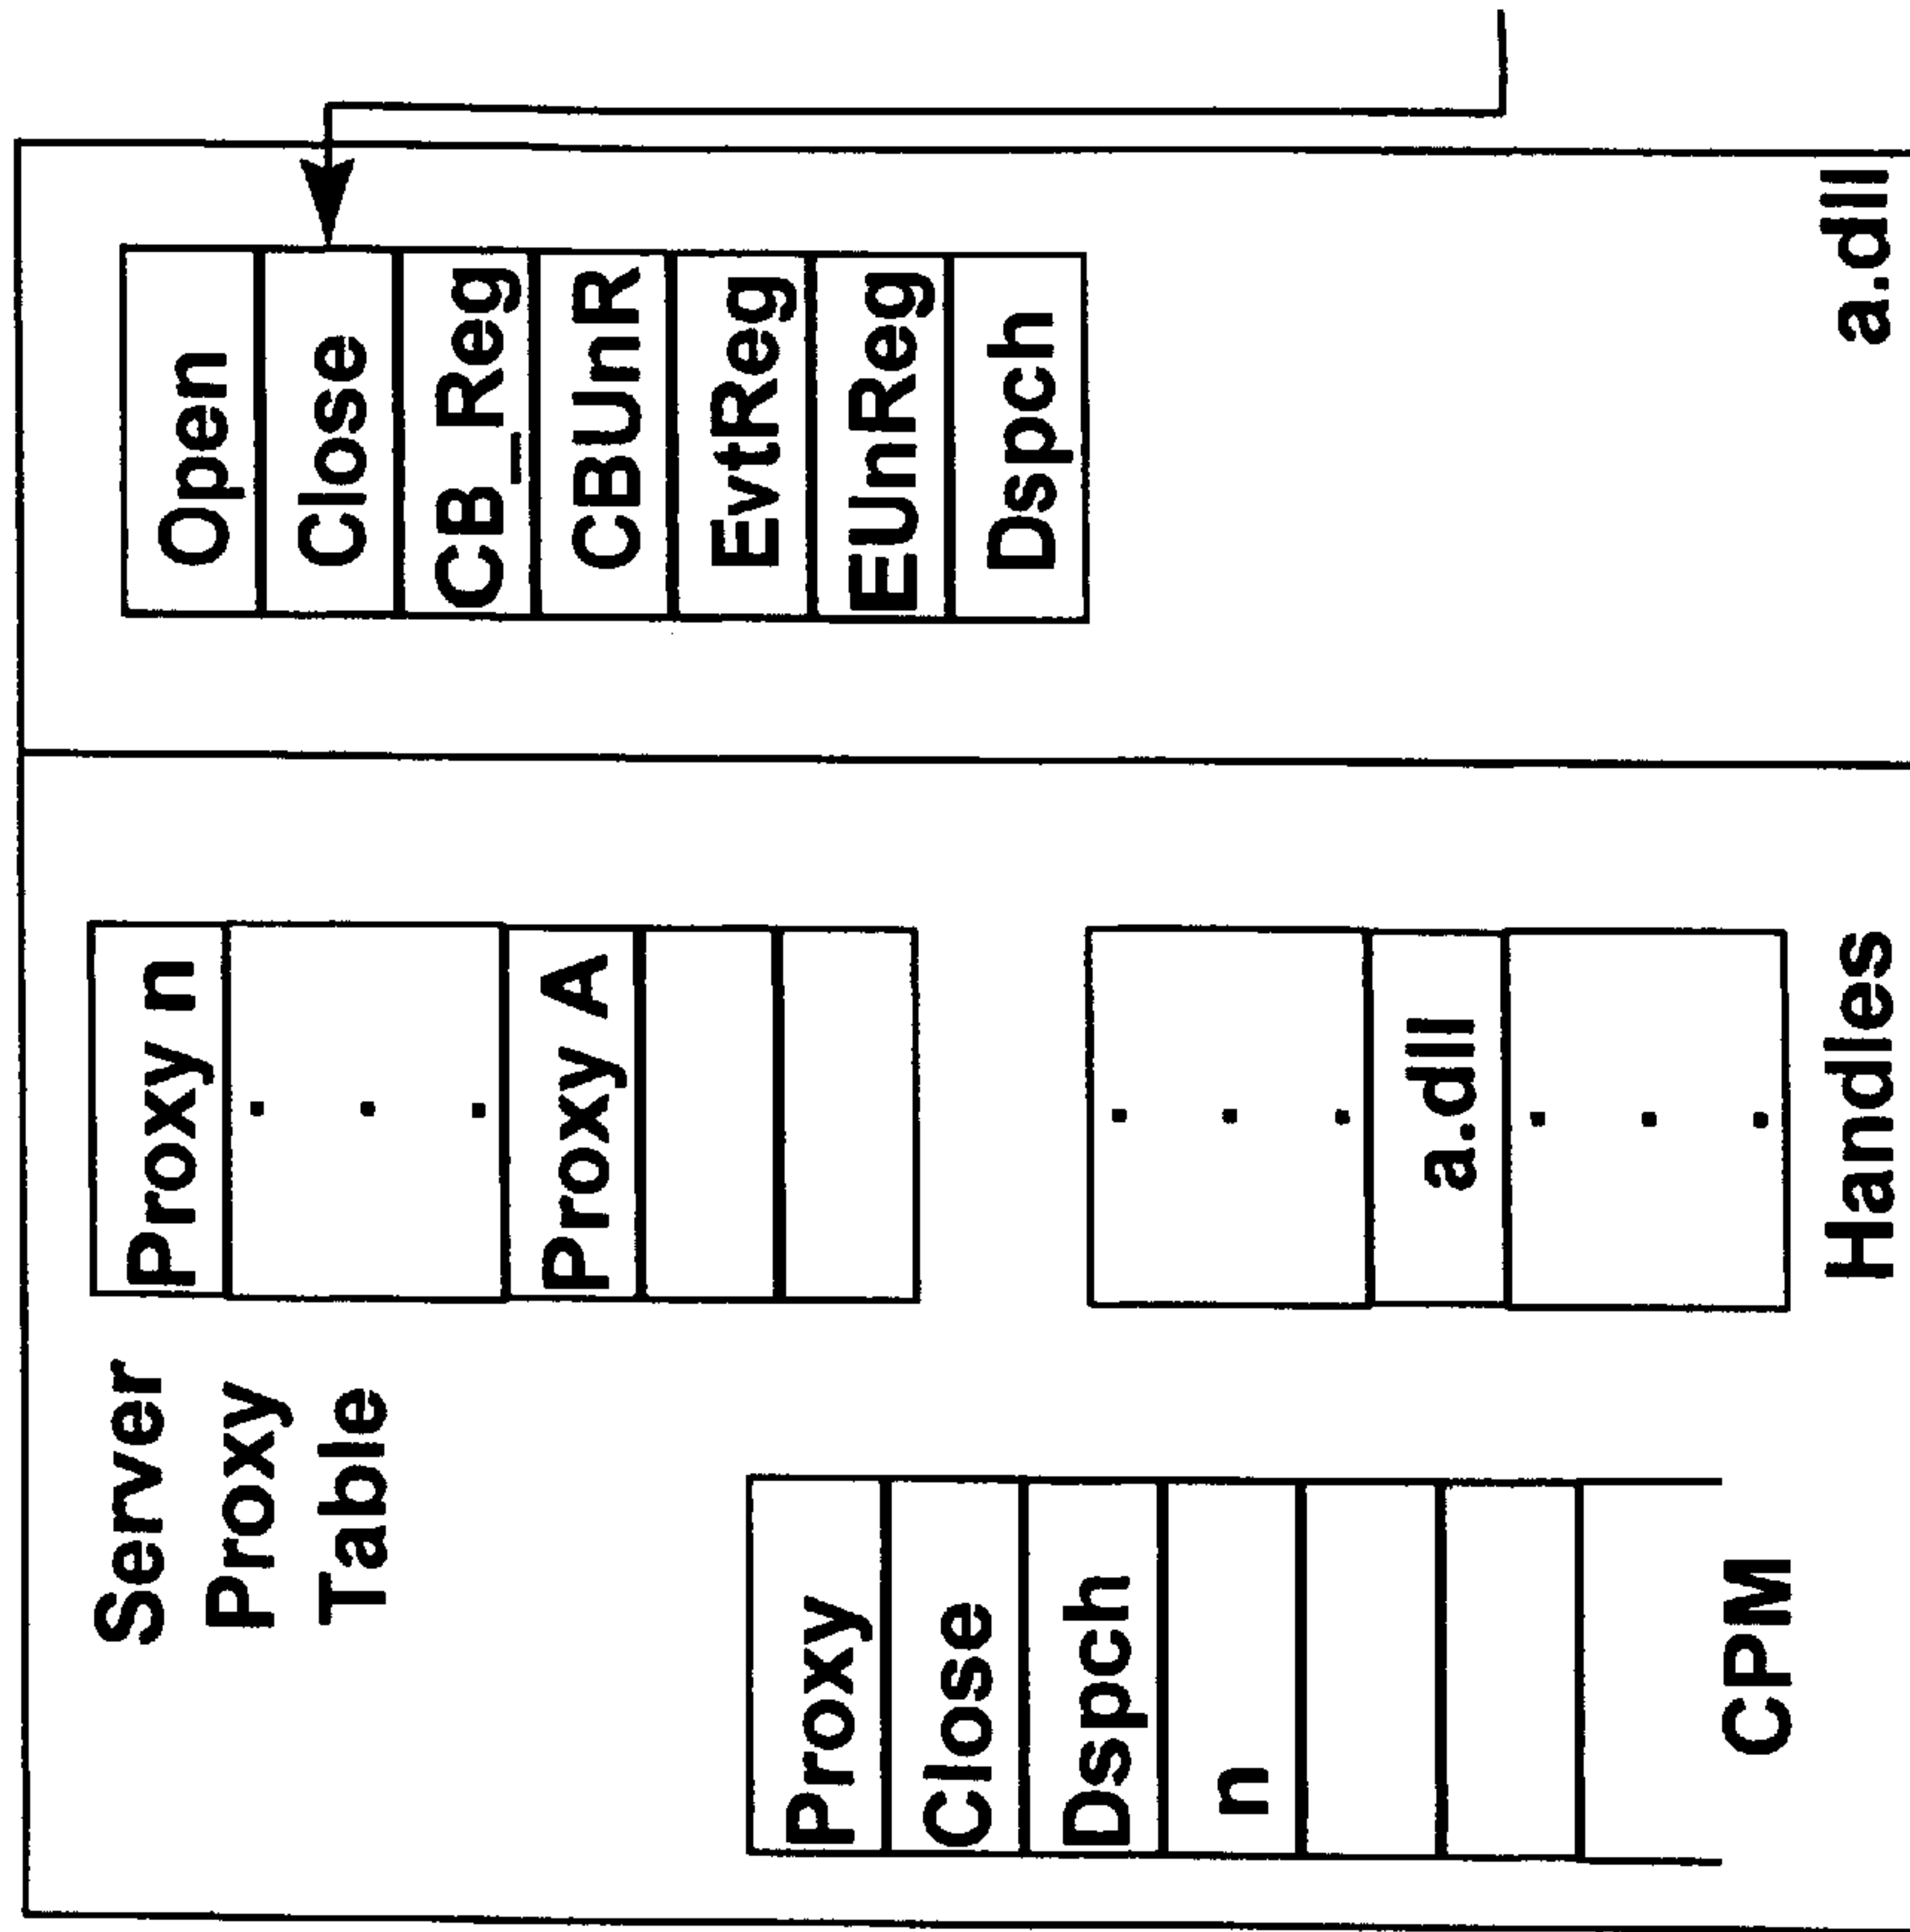 Server
Proxy
Table
Proxy n
.
.
.
Proxy A
Open
Close
CB_Reg
CBUnR
EvtReg
EUnReg
Dspch
Proxy
Close
Dspch
n
CPM
.
.
.
a.dll
.
.
.
Handles
a.dll